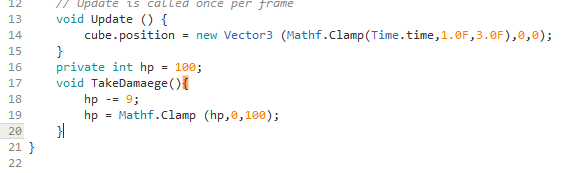 12 // Update is called once per frame
13 void Update () {
14 cube.position = new Vector3 (Mathf.Clamp(Time.time,1.0F,3.0F),0,0);
15 }
16 private int hp = 100;
17 void TakeDamaege(){
18 hp -= 9;
19 hp = Mathf.Clamp (hp,0,100);
20 }
21 }
22